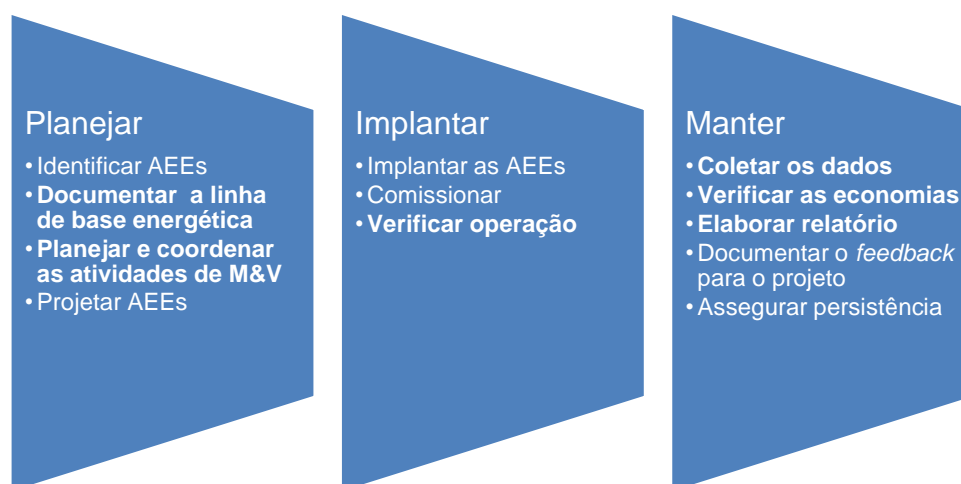 Planejar
• Identificar AEEs
• Documentar a linha
de base energética
• Planejar e coordenar
as atividades de M&V
• Projetar AEEs
Implantar
• Implantar as AEEs
• Comissionar
• Verificar operação
Manter
• Coletar os dados
• Verificar as economias
• Elaborar relatório
• Documentar o feedback
para o projeto
• Assegurar persistência